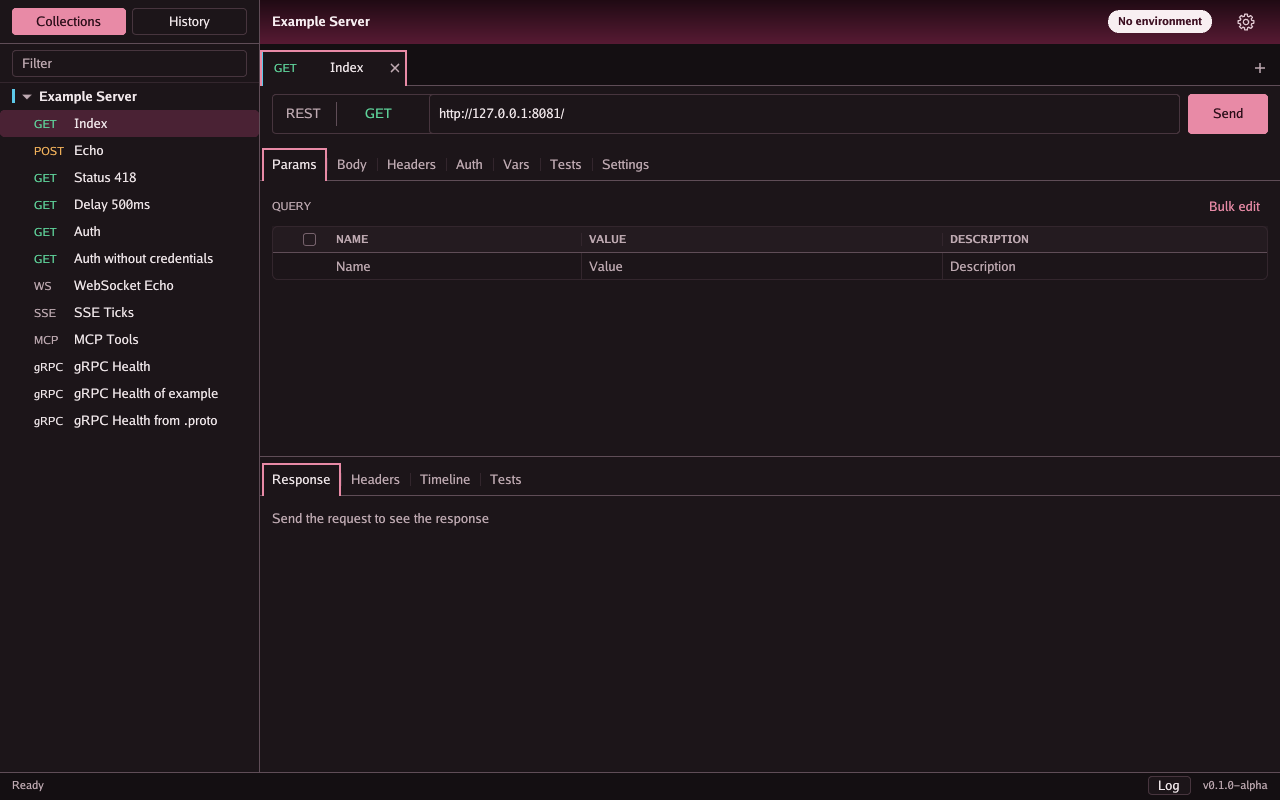 Collections
History
Example Server
No environment
Filter
GET Index
Example Server
GET Index
POST Echo
GET Status 418
GET Delay 500ms
GET Auth
GET Auth without credentials
WS WebSocket Echo
SSE SSE Ticks
MCP MCP Tools
gRPC gRPC Health
gRPC gRPC Health of example
gRPC gRPC Health from .proto
REST GET http://127.0.0.1:8081/ Send
Params Body Headers Auth Vars Tests Settings
QUERY Bulk edit
NAME VALUE DESCRIPTION
Name Value Description
Response Headers Timeline Tests
Send the request to see the response
Ready
Log
v0.1.0-alpha